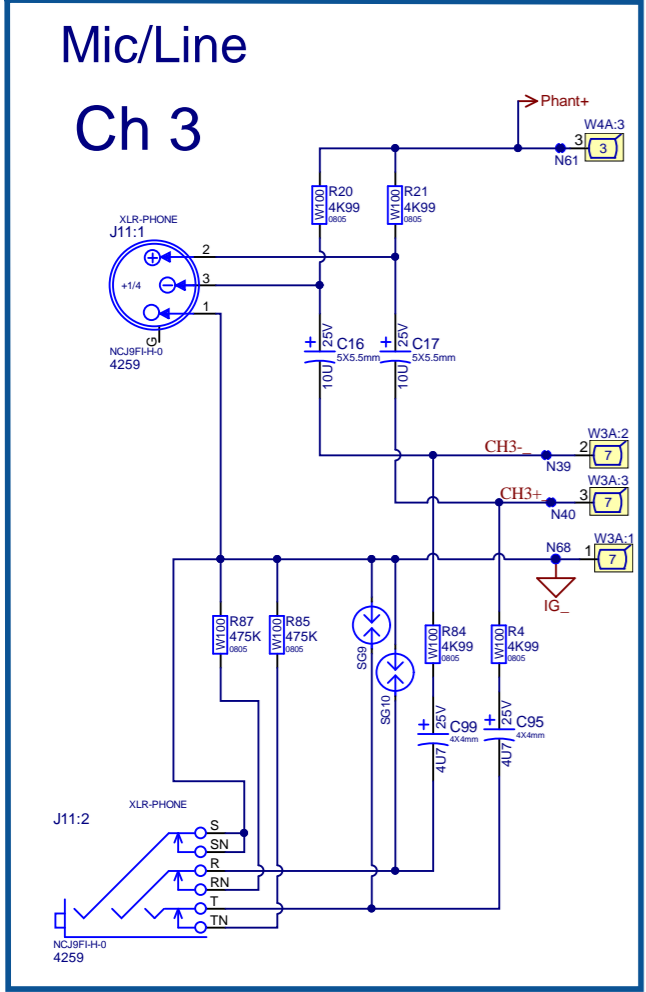 Mic/Line
Ch 3
Phant+
W4A:3
3
3
N61
R20
4K99
0805
W100
R21
4K99
0805
W100
XLR-PHONE
J11:1
2
3
1
+1/4
G
NCJ9FI-H-0
4259
+
25V
C16
5X5.5mm
10U
+
25V
C17
5X5.5mm
10U
CH3-_
N39
2
W3A:2
7
CH3+_
N40
3
W3A:3
7
N68
1
W3A:1
7
IG_
W100
R87
475K
0805
W100
R85
475K
0805
SG9
SG10
W100
R84
4K99
0805
W100
R4
4K99
0805
+
25V
C99
4X4mm
4U7
+
25V
C95
4X4mm
4U7
XLR-PHONE
J11:2
S
SN
R
RN
T
TN
NCJ9FI-H-0
4259